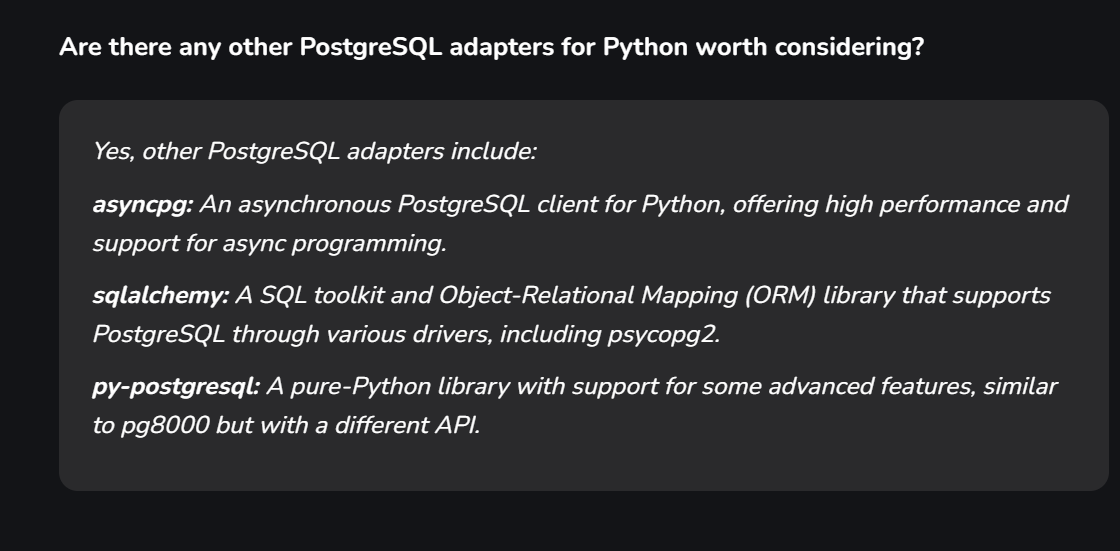 Are there any other PostgreSQL adapters for Python worth considering?
Yes, other PostgreSQL adapters include:
asyncpg: An asynchronous PostgreSQL client for Python, offering high performance and
support for async programming.
sqlalchemy: A SQL toolkit and Object-Relational Mapping (ORM) library that supports
PostgreSQL through various drivers, including psycopg2.
py-postgresql: A pure-Python library with support for some advanced features, similar
to pg8000 but with a different API.